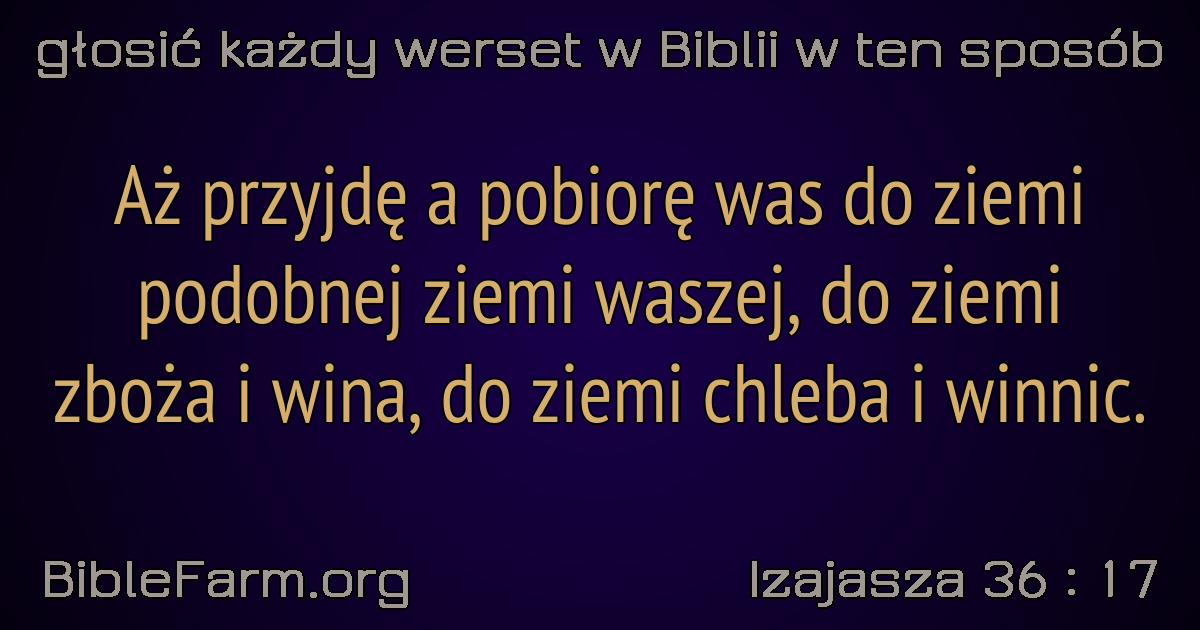 głosić każdy werset w Biblii w ten sposób
Aż przyjdę a pobiorę was do ziemi
podobnej ziemi waszej, do ziemi
zboża i wina, do ziemi chleba i winnic.
BibleFarm.org
Izajasza 36 : 17